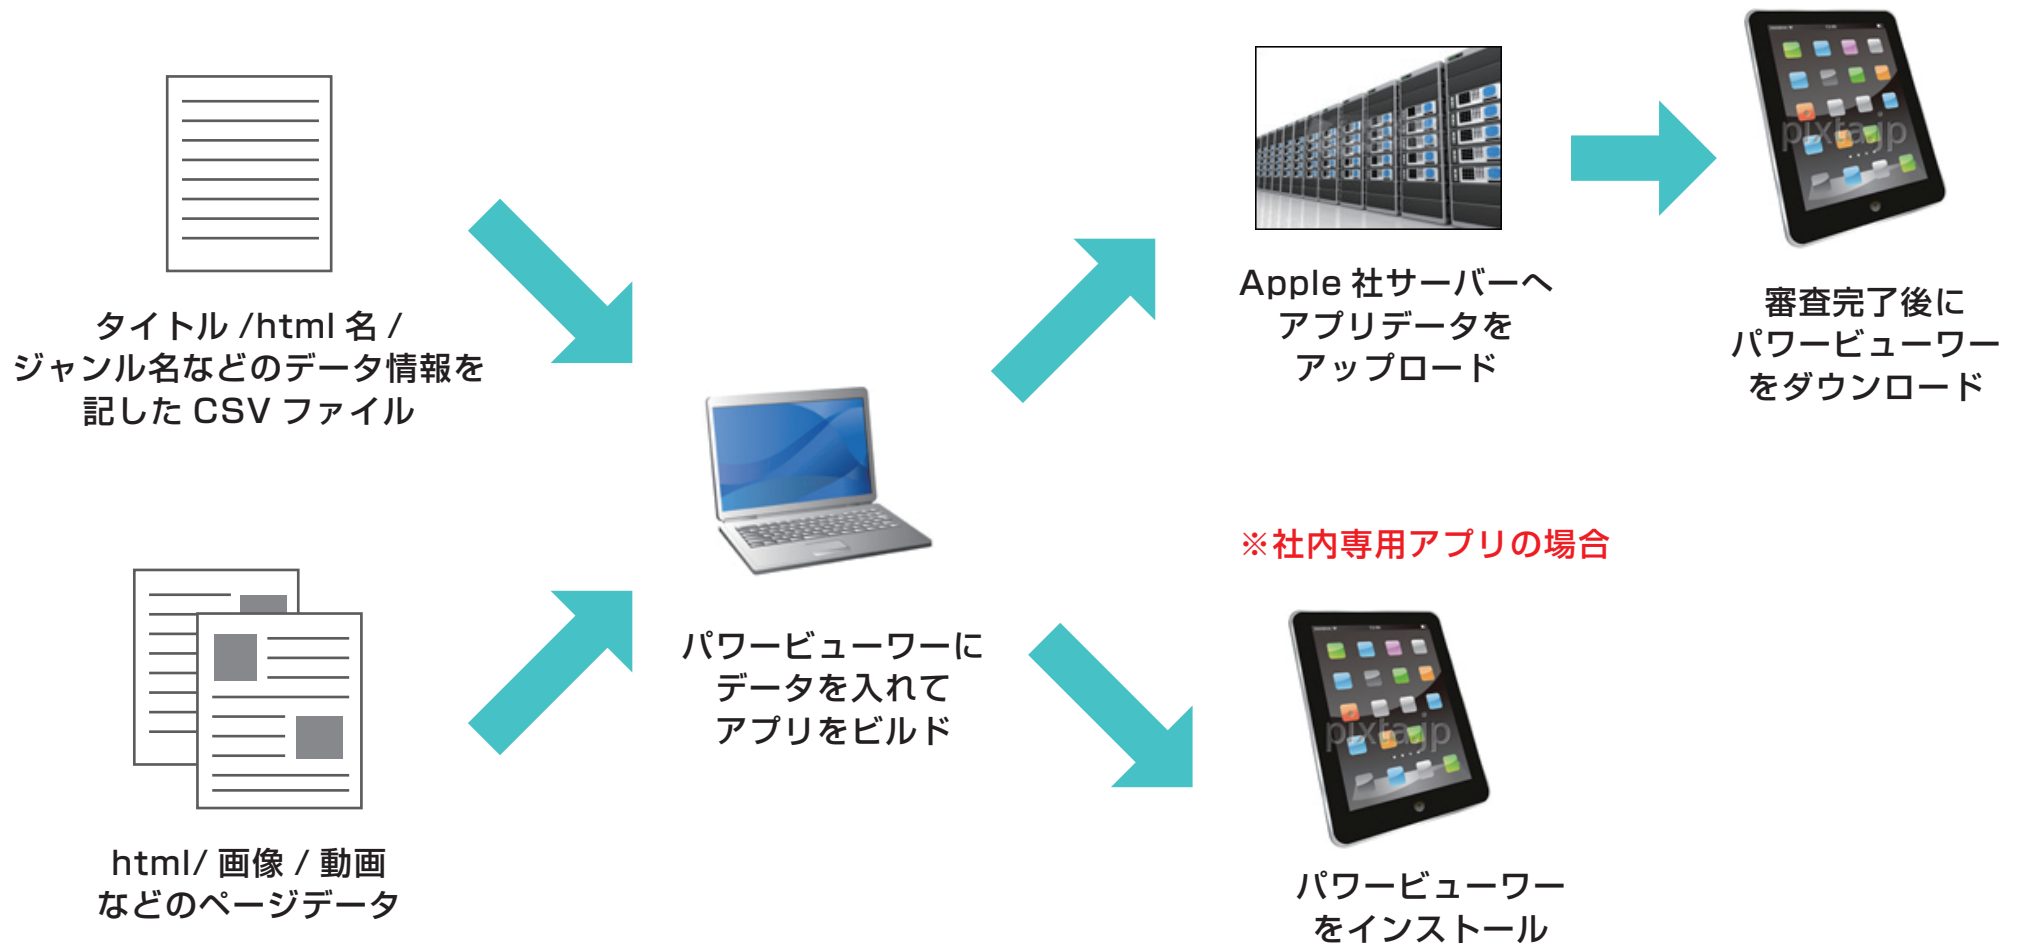 タイトル /html 名 /
ジャンル名などのデータ情報を
記した CSV ファイル
html/ 画像 / 動画
などのページデータ
パワービューワーに
データを入れて
アプリをビルド
Apple 社サーバーへ
アプリデータを
アップロード
pixta.jp
審査完了後に
パワービューワー
をダウンロード
※社内専用アプリの場合
pixta.jp
パワービューワー
をインストール